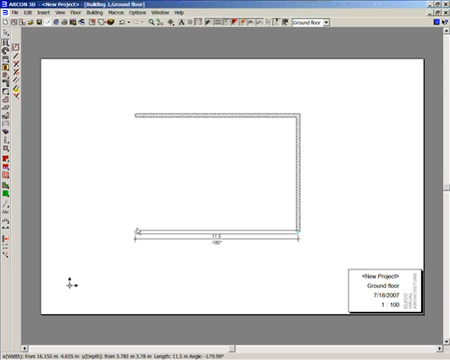 ARCON 3D - <New Project> - [Building 1,Ground floor]
File Edit Insert View Floor Building Macros Options Window Help
Ground floor
11.5
-180°
<New Project>
Ground floor
7/18/2007
1 : 100
x(Width): from 16.155 m 4.655 m y(Depth): from 3.781 m 3.78 m Length: 11.5 m Angle: -179.99°